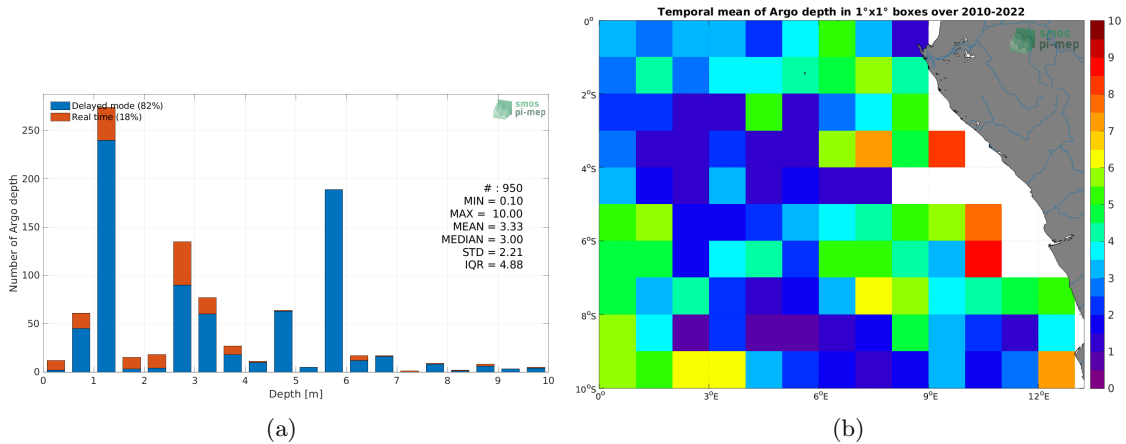 Delayed mode (82%)
Real time (18%)
smos
pi-mep
# : 950
MIN = 0.10
MAX = 10.00
MEAN = 3.33
MEDIAN = 3.00
STD = 2.21
IQR = 4.88
Number of Argo depth
250
200
150
100
50
0
0 1 2 3 4 5 6 7 8 9 10
Depth [m]
(a)
Temporal mean of Argo depth in 1°x1° boxes over 2010-2022
smos
pi-mep
0°
2°S
4°S
6°S
8°S
10°S
0° 3°E 6°E 9°E 12°E
10
9
8
7
6
5
4
3
2
1
0
(b)